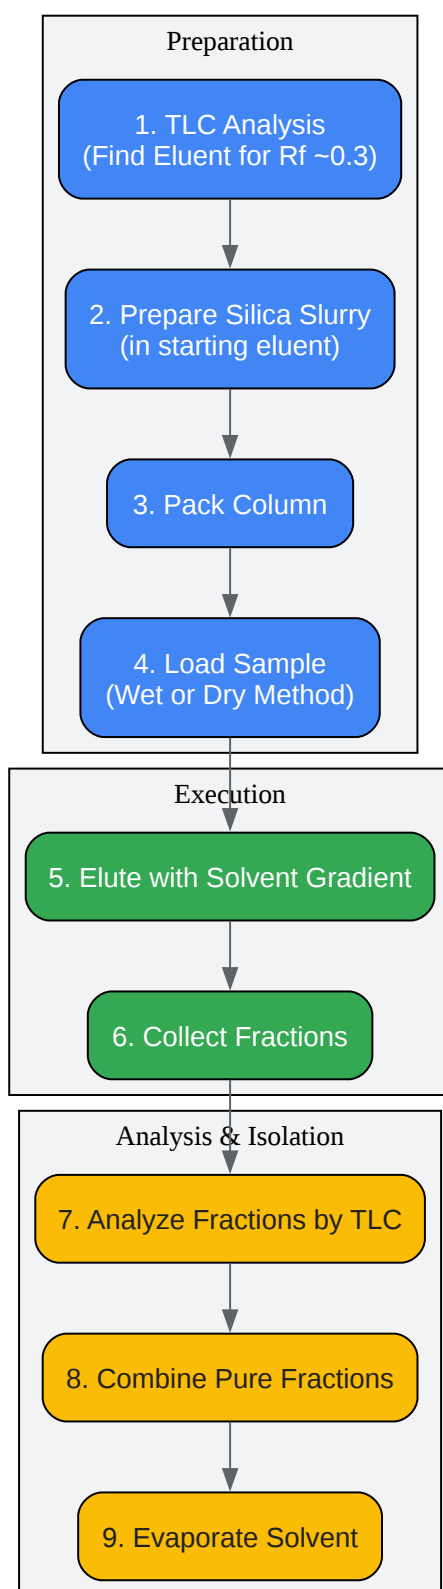 Preparation
1. TLC Analysis
(Find Eluent for Rf ~0.3)
2. Prepare Silica Slurry
(in starting eluent)
3. Pack Column
4. Load Sample
(Wet or Dry Method)
Execution
5. Elute with Solvent Gradient
6. Collect Fractions
Analysis & Isolation
7. Analyze Fractions by TLC
8. Combine Pure Fractions
9. Evaporate Solvent